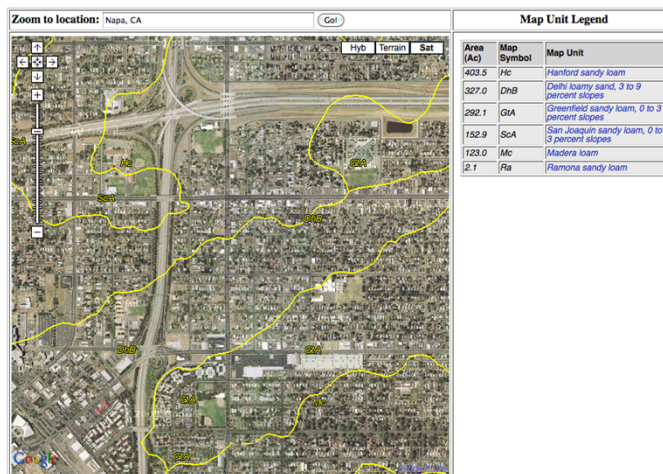 Zoom to location: Napa, CA Go!
Map Unit Legend
Hyb Terrain Sat
Area (Ac) Map Symbol Map Unit
403.5 Hc Hanford sandy loam
327.0 DhB Delhi loamy sand, 3 to 9
percent slopes
292.1 GtA Greenfield sandy loam, 0 to 3
percent slopes
152.9 ScA San Joaquin sandy loam, 0 to
3 percent slopes
123.0 Mc Madera loam
2.1 Ra Ramona sandy loam
Hc
GtA
ScA
DhB
DhB
GtA
GtA
Mc
GtA
Google